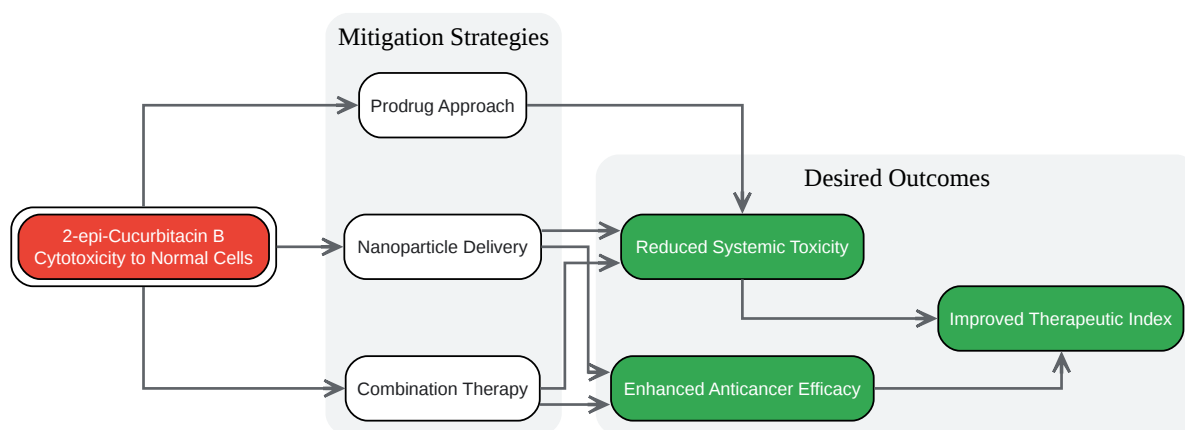 Mitigation Strategies
Prodrug Approach
Desired Outcomes
2-epi-Cucurbitacin B
Cytotoxicity to Normal Cells
Nanoparticle Delivery
Reduced Systemic Toxicity
Improved Therapeutic Index
Combination Therapy
Enhanced Anticancer Efficacy